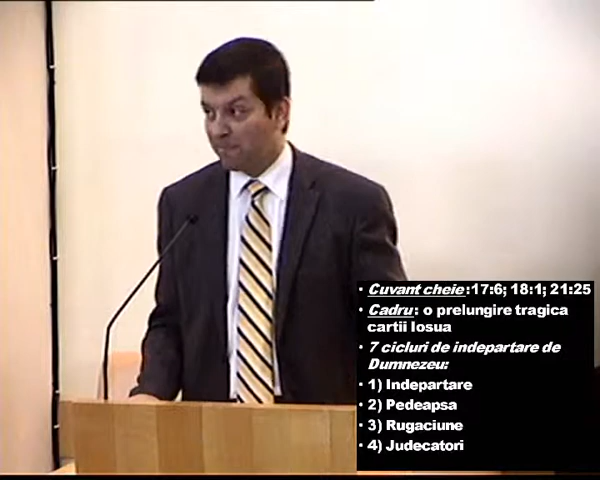 • Cuvant cheie:17:6; 18:1; 21:25
• Cadru: o prelungire tragica
cartii Iosua
• 7 cicluri de indepartare de
Dumnezeu:
• 1) Indepartare
• 2) Pedeapsa
• 3) Rugaciune
• 4) Judecatori